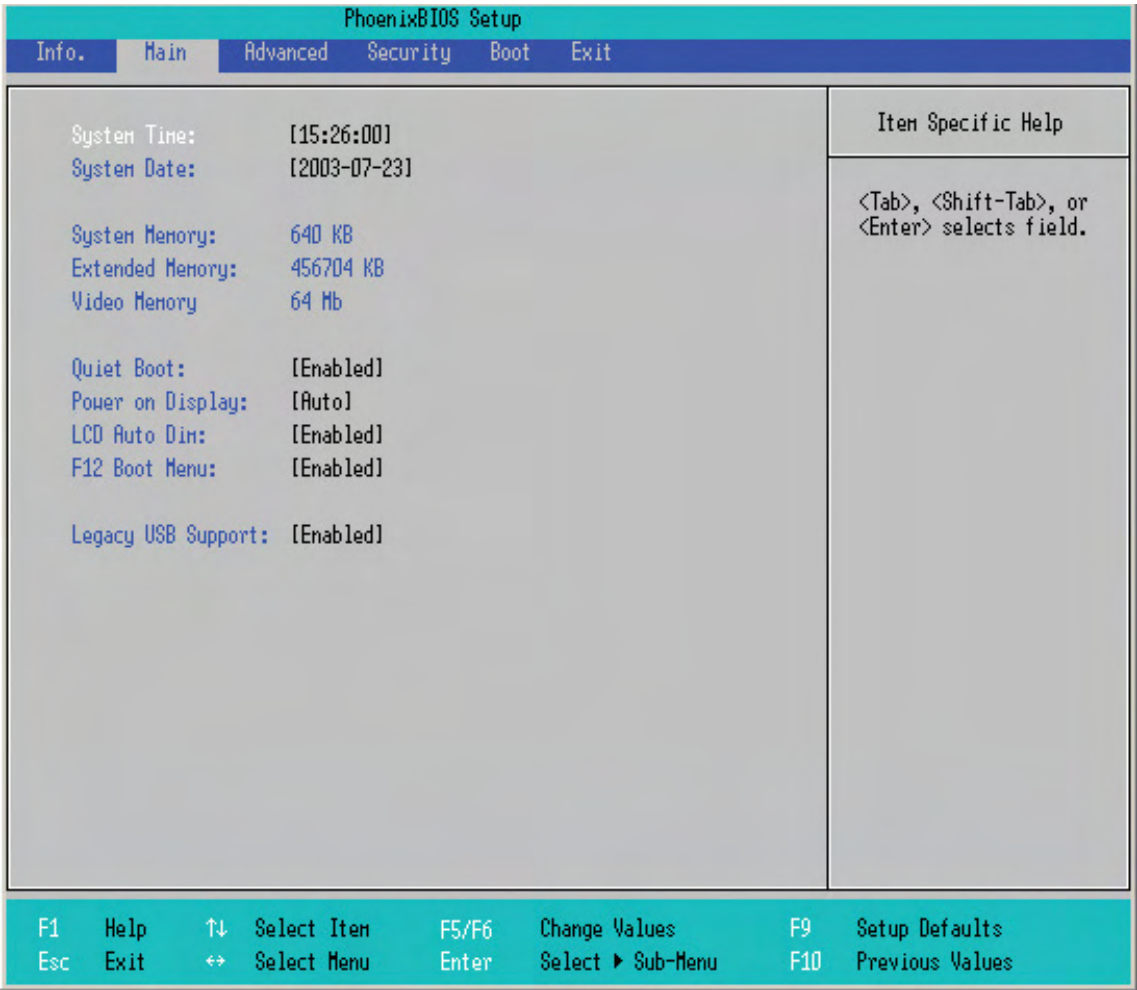 PhoenixBIOS Setup
Info. Main Advanced Security Boot Exit
System Time: [15:26:00]
System Date: [2003-07-23]
System Memory: 640 KB
Extended Memory: 456704 KB
Video Memory 64 Mb
Quiet Boot: [Enabled]
Power on Display: [Auto]
LCD Auto Dim: [Enabled]
F12 Boot Menu: [Enabled]
Legacy USB Support: [Enabled]
Item Specific Help
<Tab>, <Shift-Tab>, or
<Enter> selects field.
F1 Help ↑↓ Select Item F5/F6 Change Values F9 Setup Defaults
Esc Exit ↔ Select Menu Enter Select ▶ Sub-Menu F10 Previous Values